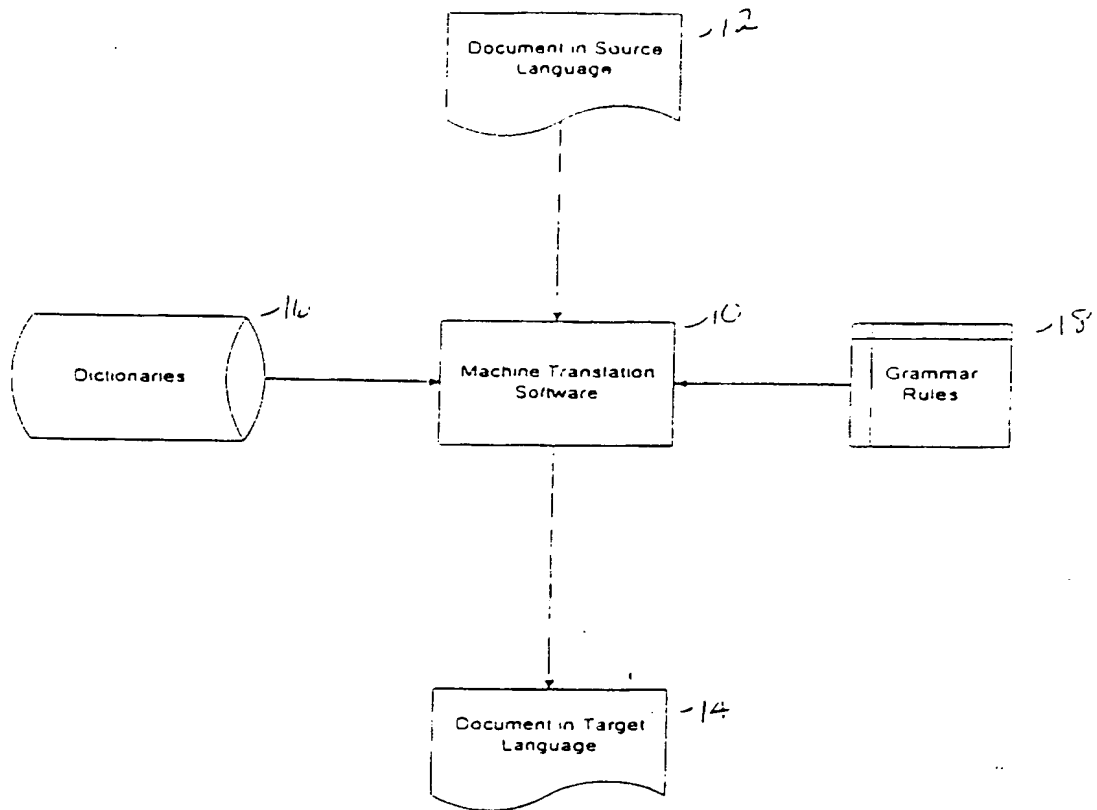 Document in Source
Language
12
Dictionaries
16
Machine Translation
Software
10
Grammar
Rules
18
Document in Target
Language
14